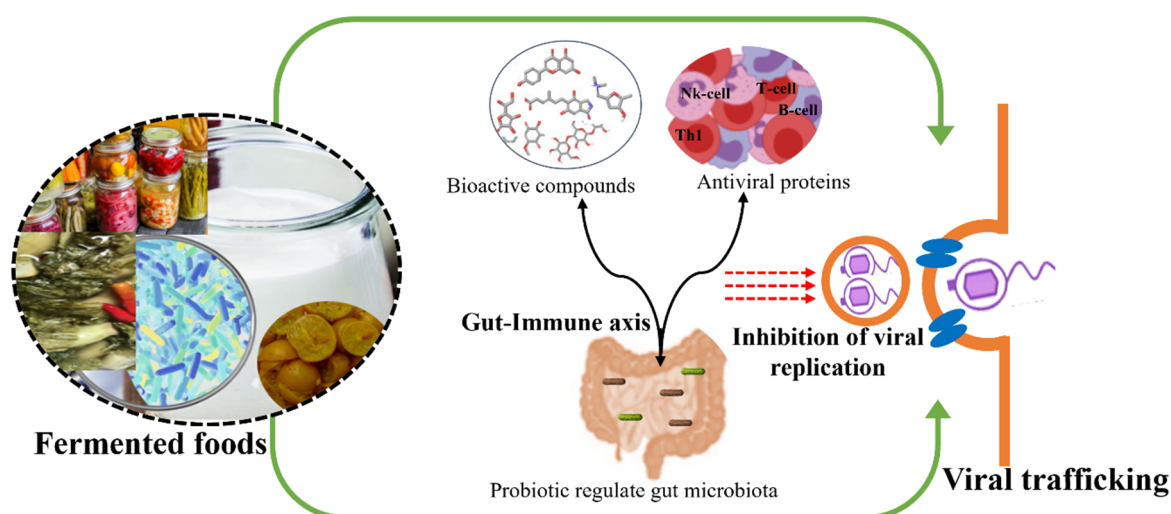 Nk-cell
T-cell
B-cell
Th1
Bioactive compounds
Antiviral proteins
Gut-Immune axis
Inhibition of viral
replication
Fermented foods
Viral trafficking
Probiotic regulate gut microbiota